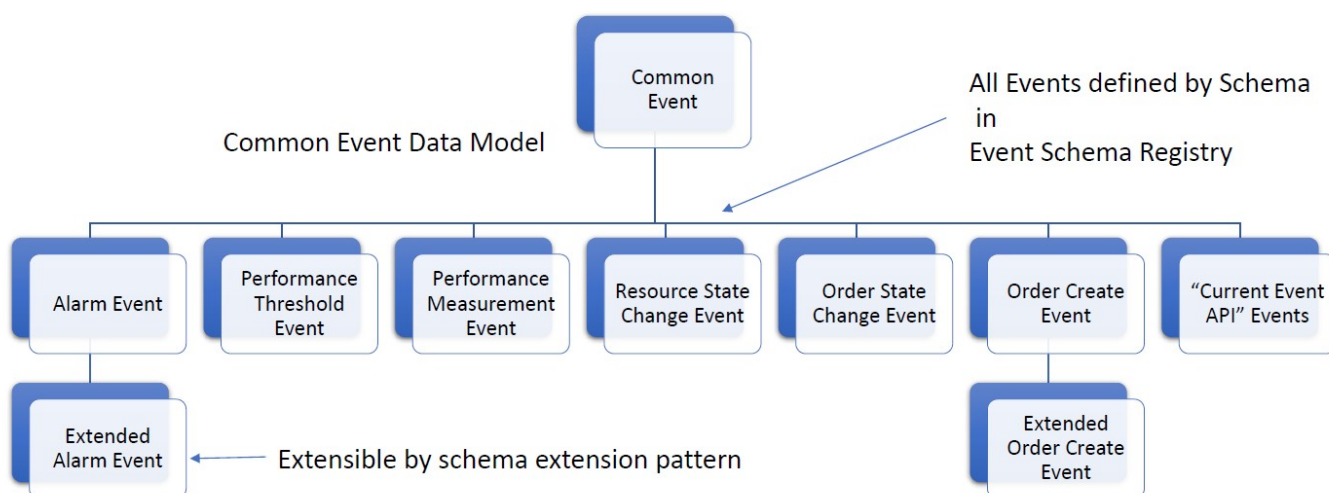 Common
Event
All Events defined by Schema
in
Event Schema Registry
Common Event Data Model
Alarm Event
Performance
Threshold
Event
Performance
Measurement
Event
Resource State
Change Event
Order State
Change Event
Order Create
Event
“Current Event
API” Events
Extended
Alarm Event
Extensible by schema extension pattern
Extended
Order Create
Event